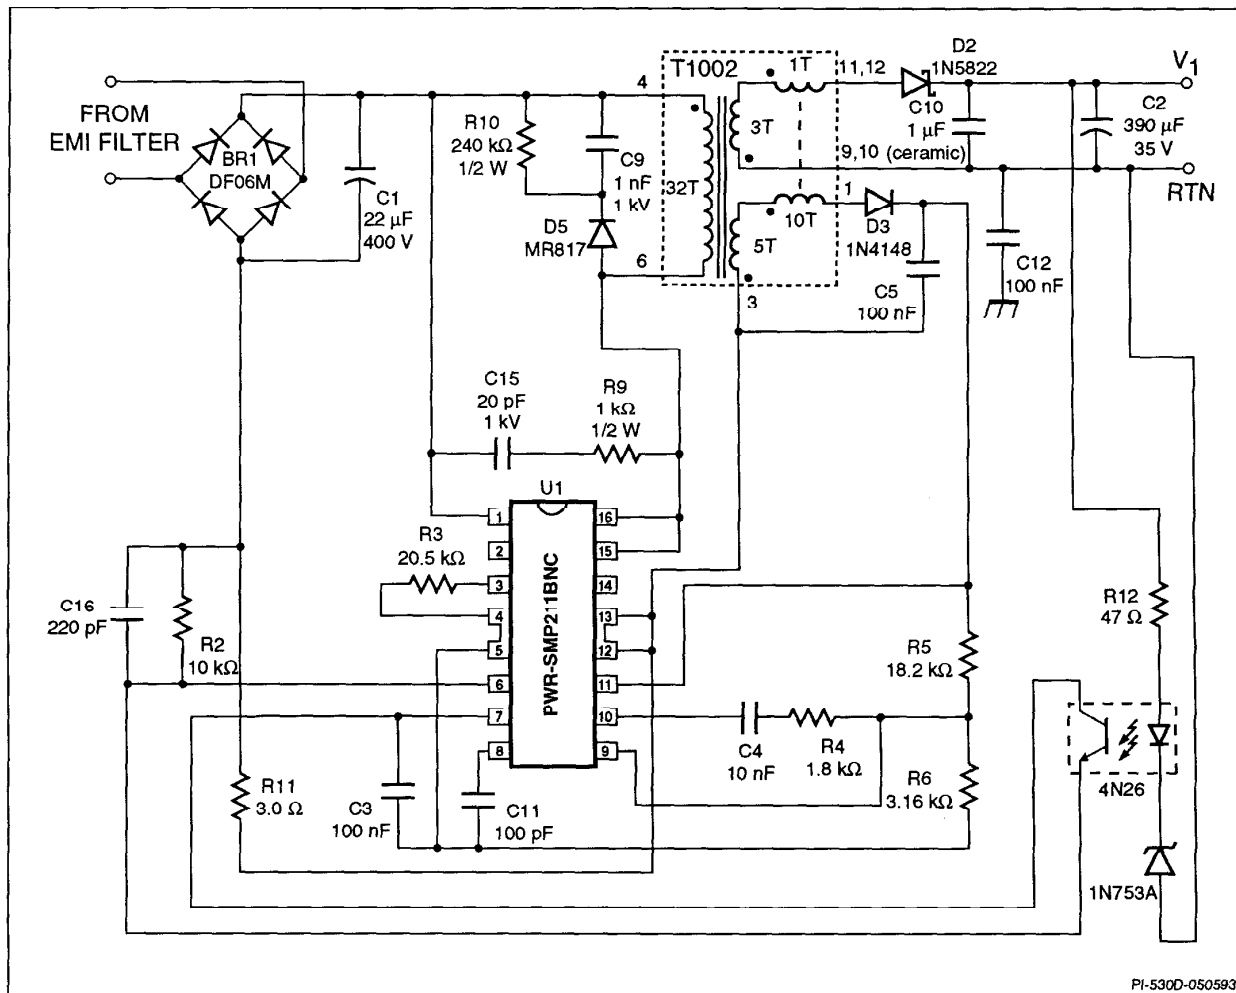 T1002
D2
1N5822
V1
1T
11,12
4
FROM
EMI FILTER
BR1
DF06M
C1
22 µF
400 V
R10
240 kΩ
1/2 W
C9
1 nF
1 kV
32T
3T
C10
1 µF
9,10 (ceramic)
C2
390 µF
35 V
RTN
D5
MR817
6
5T
10T
1
D3
1N4148
3
C5
100 nF
C12
100 nF
C15
20 pF
1 kV
R9
1 kΩ
1/2 W
U1
PWR-SMP211BNC
1
2
3
4
5
6
7
8
16
15
14
13
12
11
10
9
R3
20.5 kΩ
C16
220 pF
R2
10 kΩ
R12
47 Ω
R5
18.2 kΩ
C4
10 nF
R4
1.8 kΩ
R6
3.16 kΩ
4N26
R11
3.0 Ω
C3
100 nF
C11
100 pF
1N753A
PI-530D-050593